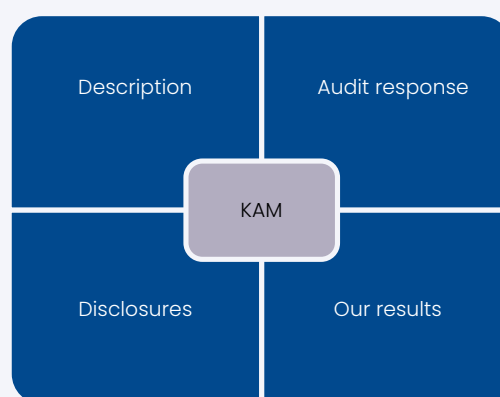 Description
Audit response
KAM
Disclosures
Our results